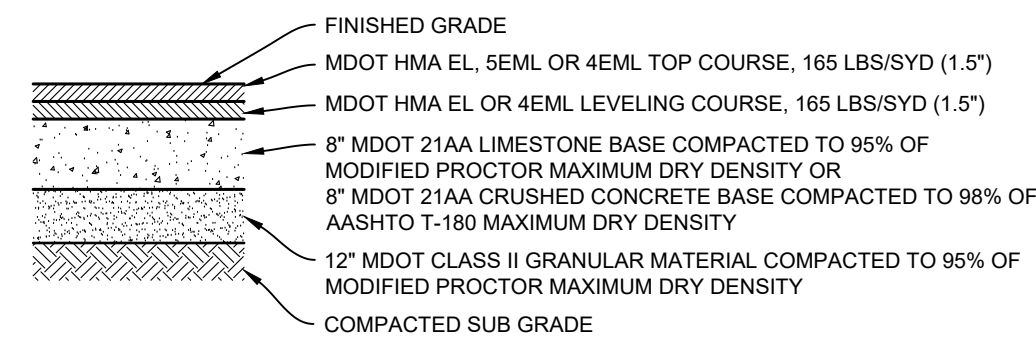 FINISHED GRADE
MDOT HMA EL, 5EML OR 4EML TOP COURSE, 165 LBS/SYD (1.5")
MDOT HMA EL OR 4EML LEVELING COURSE, 165 LBS/SYD (1.5")
8" MDOT 21AA LIMESTONE BASE COMPACTED TO 95% OF
MODIFIED PROCTOR MAXIMUM DRY DENSITY OR
8" MDOT 21AA CRUSHED CONCRETE BASE COMPACTED TO 98% OF
AASHTO T-180 MAXIMUM DRY DENSITY
12" MDOT CLASS II GRANULAR MATERIAL COMPACTED TO 95% OF
MODIFIED PROCTOR MAXIMUM DRY DENSITY
COMPACTED SUB GRADE